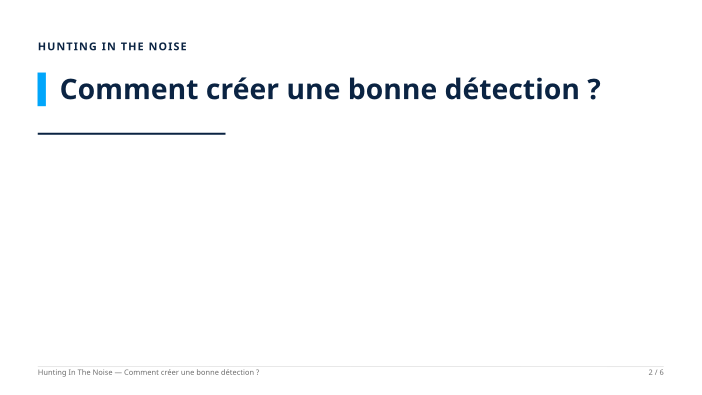 HUNTING IN THE NOISE
Comment créer une bonne détection ?
Hunting In The Noise — Comment créer une bonne détection ?
2 / 6